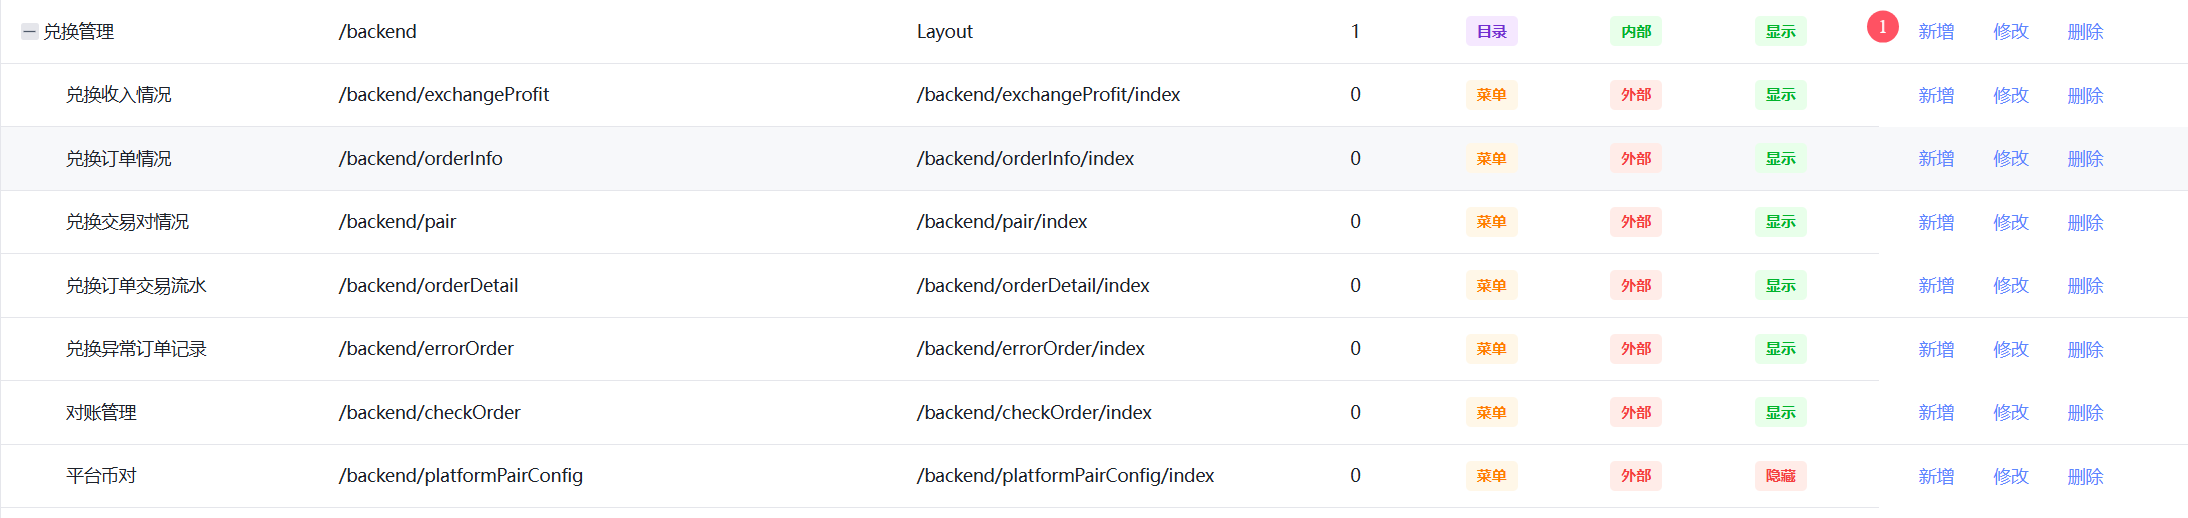 兑换管理 /backend Layout 1 目录 内部 显示 1 新增 修改 删除
兑换收入情况 /backend/exchangeProfit /backend/exchangeProfit/index 0 菜单 外部 显示 新增 修改 删除
兑换订单情况 /backend/orderInfo /backend/orderInfo/index 0 菜单 外部 显示 新增 修改 删除
兑换交易对情况 /backend/pair /backend/pair/index 0 菜单 外部 显示 新增 修改 删除
兑换订单交易流水 /backend/orderDetail /backend/orderDetail/index 0 菜单 外部 显示 新增 修改 删除
兑换异常订单记录 /backend/errorOrder /backend/errorOrder/index 0 菜单 外部 显示 新增 修改 删除
对账管理 /backend/checkOrder /backend/checkOrder/index 0 菜单 外部 显示 新增 修改 删除
平台币对 /backend/platformPairConfig /backend/platformPairConfig/index 0 菜单 外部 隐藏 新增 修改 删除